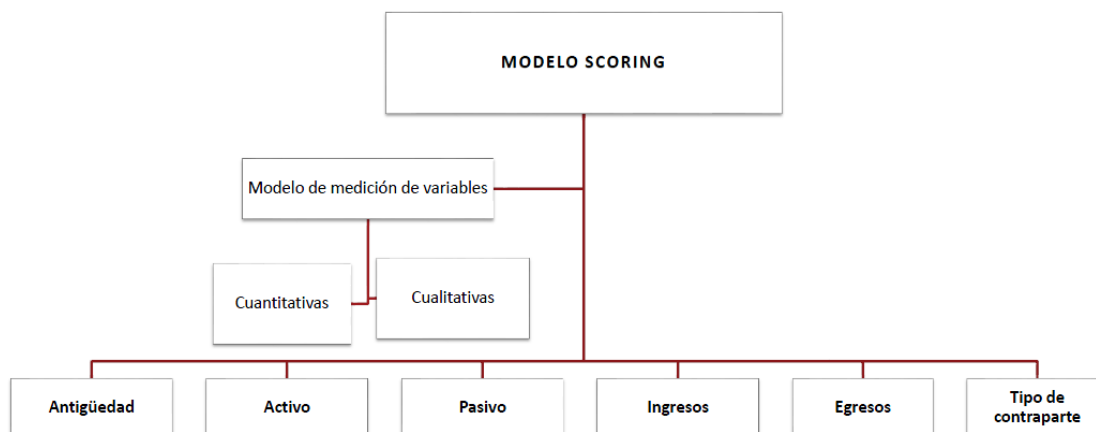 MODELO SCORING
Modelo de medición de variables
Cuantitativas
Cualitativas
Antigüedad
Activo
Pasivo
Ingresos
Egresos
Tipo de
contraparte